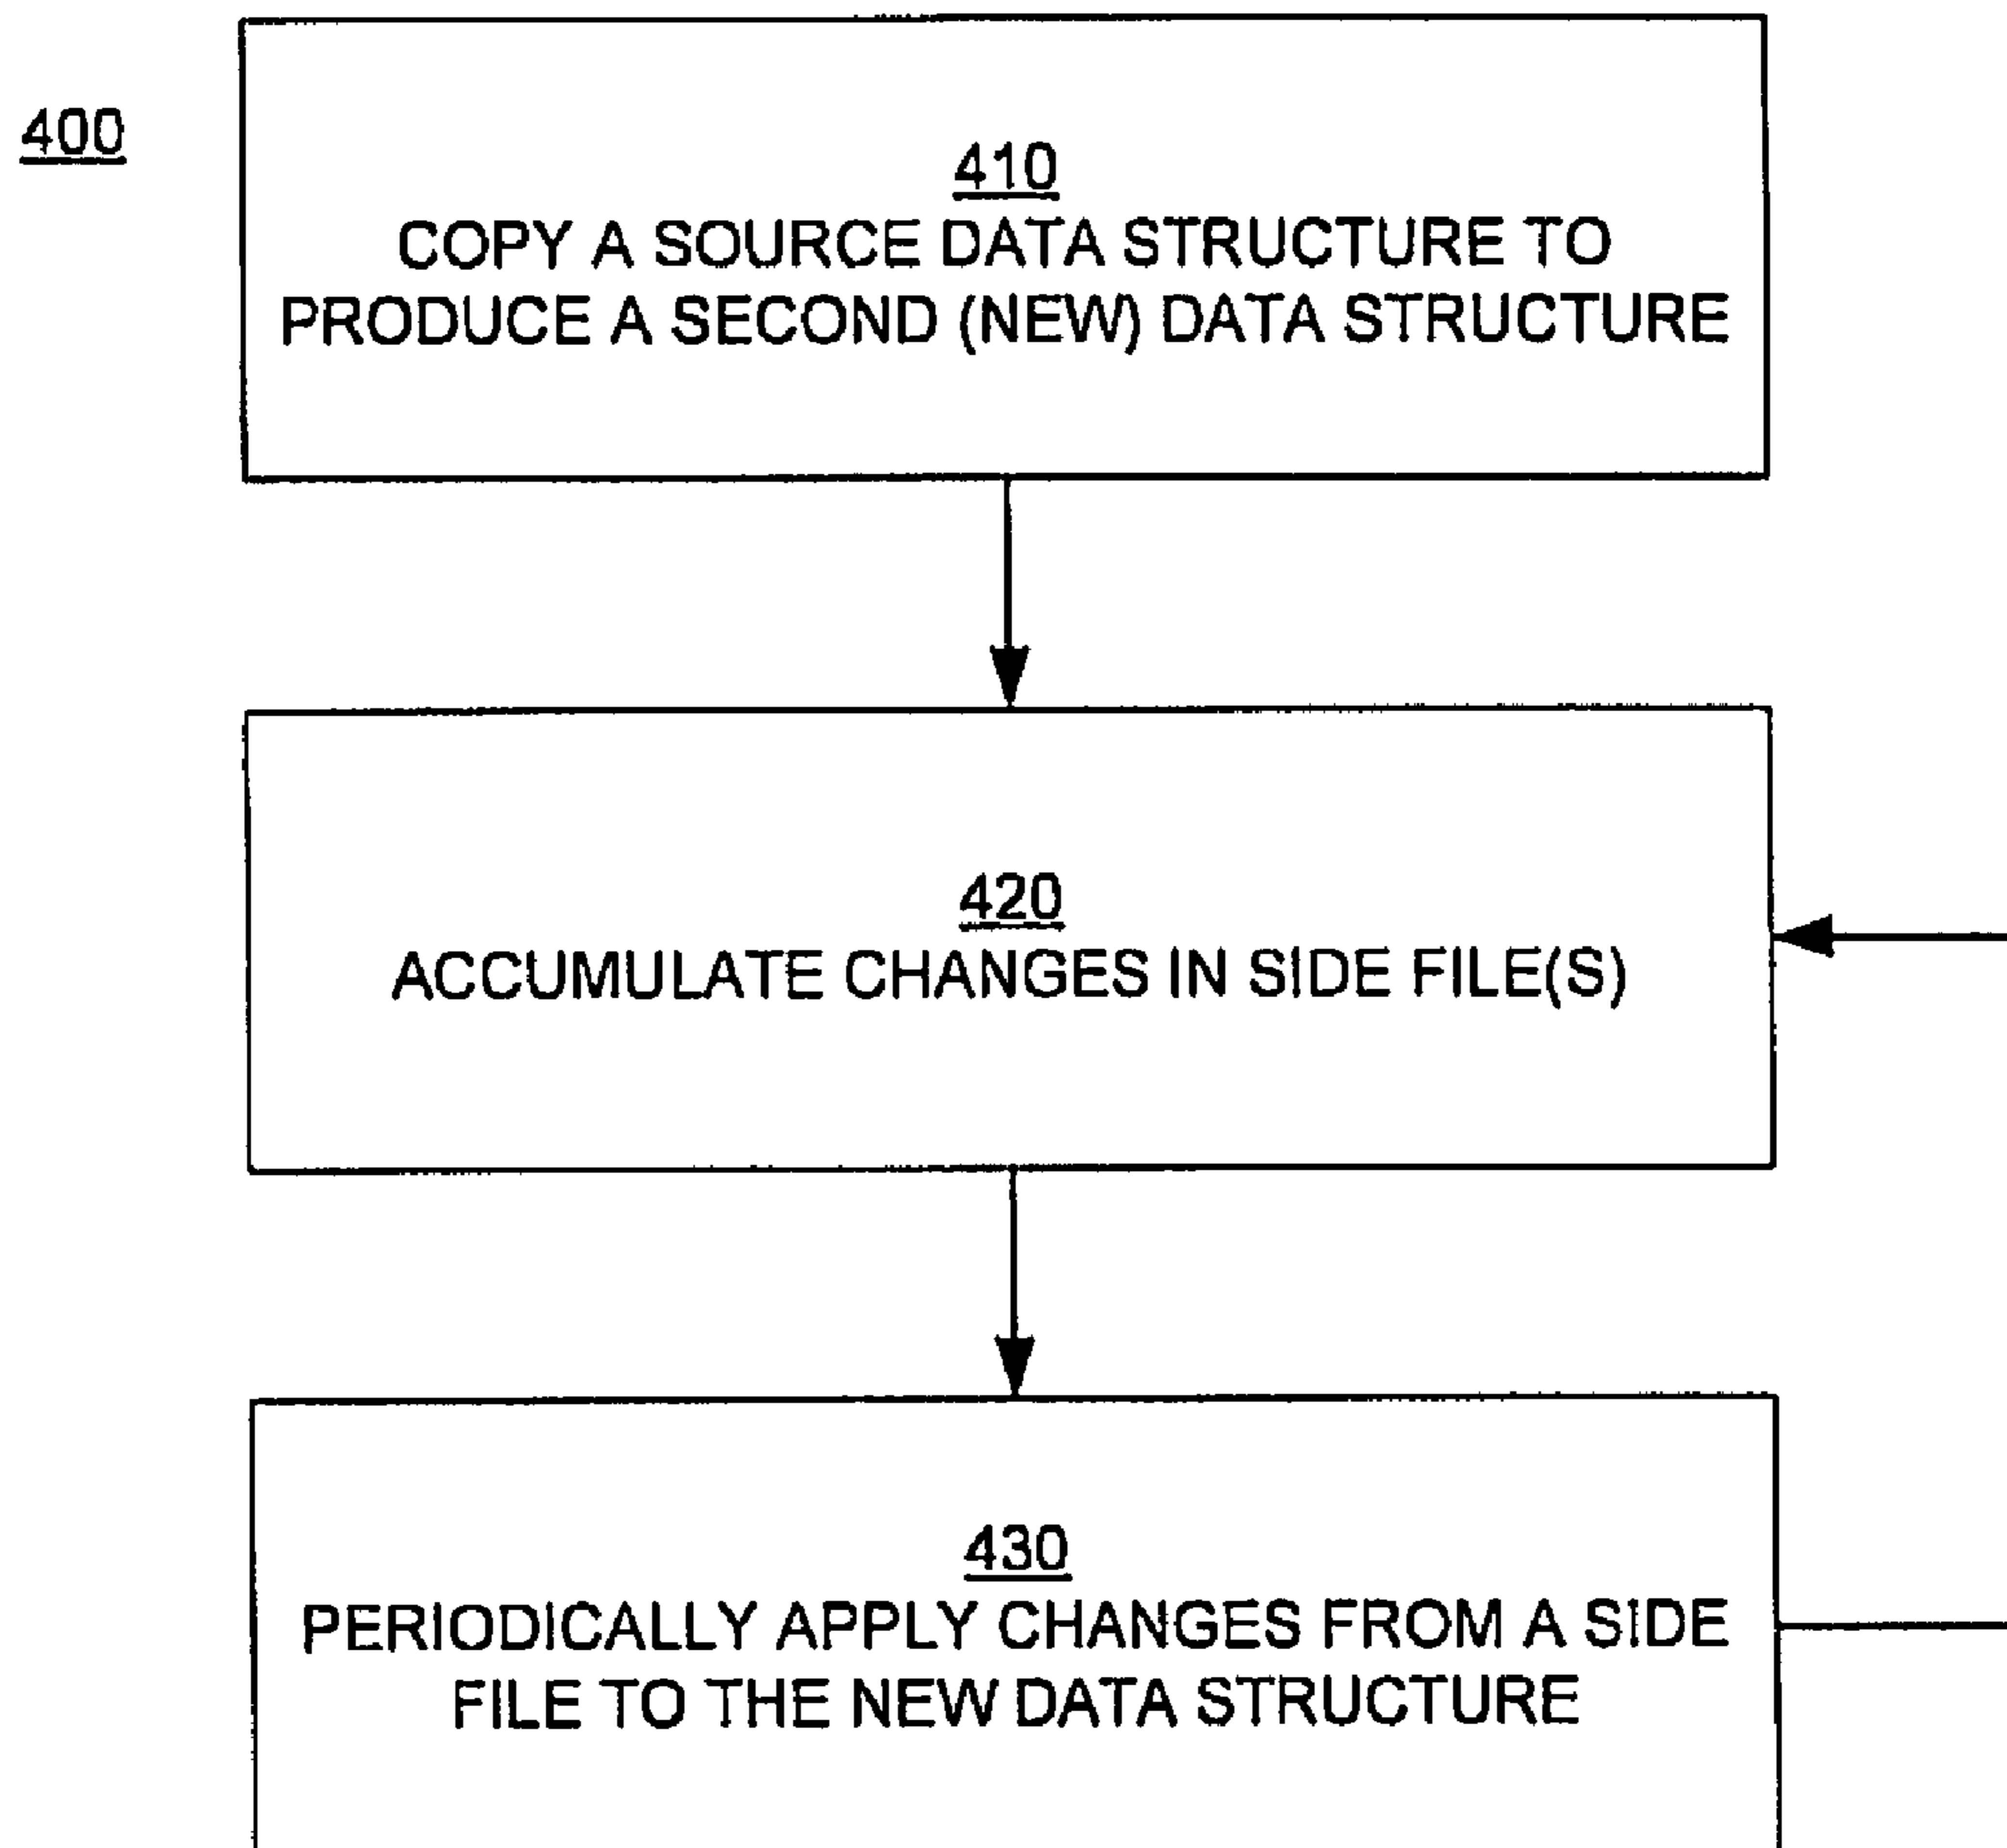 400
410
COPY A SOURCE DATA STRUCTURE TO
PRODUCE A SECOND (NEW) DATA STRUCTURE
420
ACCUMULATE CHANGES IN SIDE FILE(S)
430
PERIODICALLY APPLY CHANGES FROM A SIDE
FILE TO THE NEW DATA STRUCTURE